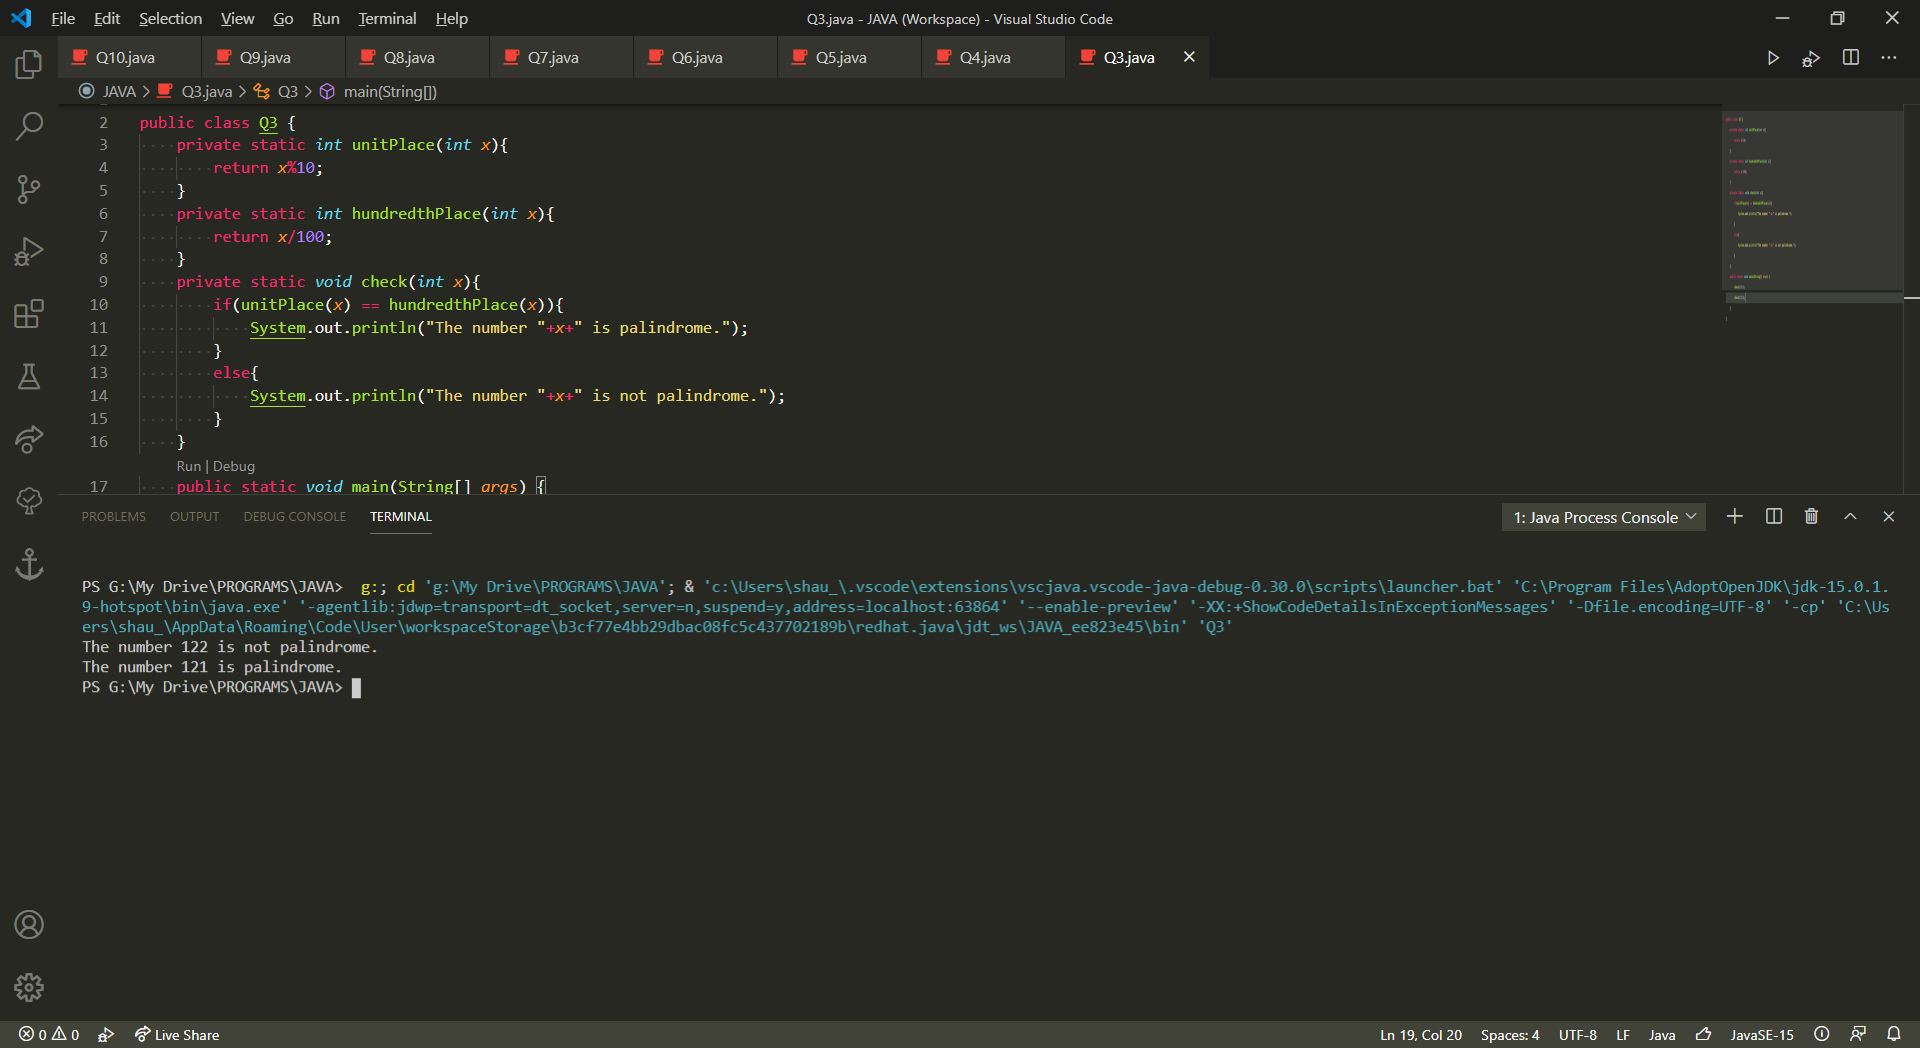 File Edit Selection View Go Run Terminal Help Q3.java - JAVA (Workspace) - Visual Studio Code
Q10.java Q9.java Q8.java Q7.java Q6.java Q5.java Q4.java Q3.java
JAVA > Q3.java > Q3 > main(String[])
2 public class Q3 {
3 private static int unitPlace(int x){
4 return x%10;
5 }
6 private static int hundredthPlace(int x){
7 return x/100;
8 }
9 private static void check(int x){
10 if(unitPlace(x) == hundredthPlace(x)){
11 System.out.println("The number "+x+" is palindrome.");
12 }
13 else{
14 System.out.println("The number "+x+" is not palindrome.");
15 }
16 }
Run | Debug
17 public static void main(String[] args) {
PROBLEMS OUTPUT DEBUG CONSOLE TERMINAL 1: Java Process Console
PS G:\My Drive\PROGRAMS\JAVA>  g:; cd 'g:\My Drive\PROGRAMS\JAVA'; & 'c:\Users\shau_\.vscode\extensions\vscjava.vscode-java-debug-0.30.0\scripts\launcher.bat' 'C:\Program Files\AdoptOpenJDK\jdk-15.0.1.
9-hotspot\bin\java.exe' '-agentlib:jdwp=transport=dt_socket,server=n,suspend=y,address=localhost:63864' '--enable-preview' '-XX:+ShowCodeDetailsInExceptionMessages' '-Dfile.encoding=UTF-8' '-cp' 'C:\Us
ers\shau_\AppData\Roaming\Code\User\workspaceStorage\b3cf77e4bb29dbac08fc5c437702189b\redhat.java\jdt_ws\JAVA_ee823e45\bin' 'Q3'
The number 122 is not palindrome.
The number 121 is palindrome.
PS G:\My Drive\PROGRAMS\JAVA>
0 0 Live Share Ln 19, Col 20 Spaces: 4 UTF-8 LF Java JavaSE-15